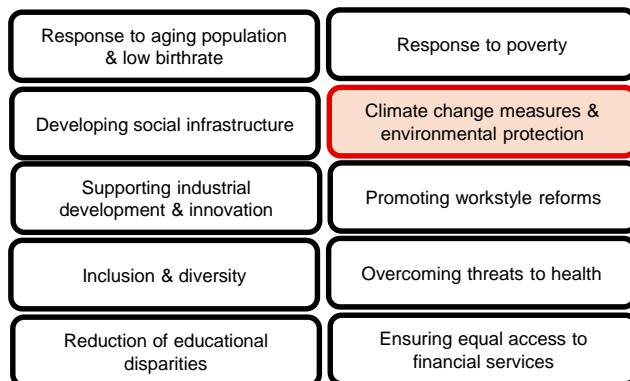 Response to aging population
& low birthrate
Response to poverty
Developing social infrastructure
Climate change measures &
environmental protection
Supporting industrial
development & innovation
Promoting workstyle reforms
Inclusion & diversity
Overcoming threats to health
Reduction of educational
disparities
Ensuring equal access to
financial services